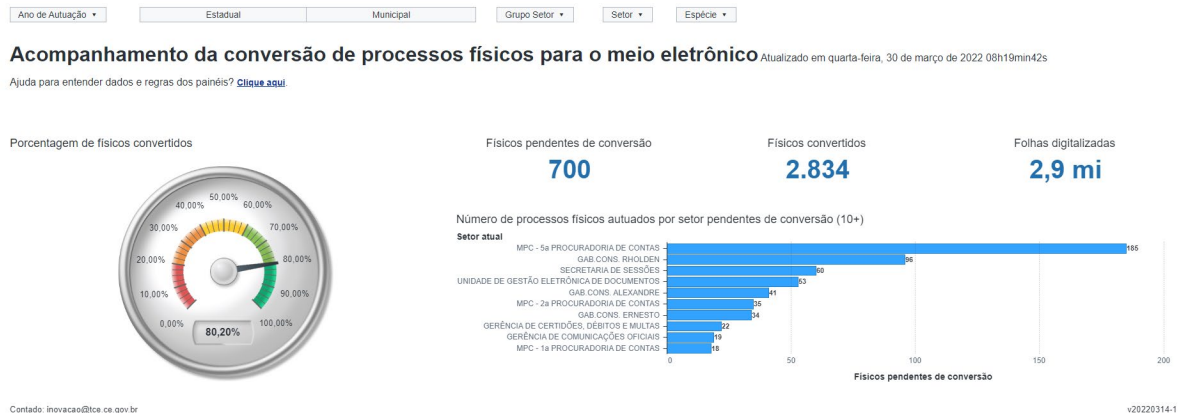 Ano de Autuação
Estadual
Municipal
Grupo Setor
Setor
Espécie
Acompanhamento da conversão de processos físicos para o meio eletrônico Atualizado em quarta-feira, 30 de março de 2022 08h19min42s
Ajuda para entender dados e regras dos painéis? Clique aqui.
Porcentagem de físicos convertidos
0,00%
10,00%
20,00%
30,00%
40,00%
50,00%
60,00%
70,00%
80,00%
90,00%
100,00%
80,20%
Físicos pendentes de conversão
700
Físicos convertidos
2.834
Folhas digitalizadas
2,9 mi
Número de processos físicos autuados por setor pendentes de conversão (10+)
Setor atual
MPC - 5a PROCURADORIA DE CONTAS 185
GAB.CONS. RHOLDEN 96
SECRETARIA DE SESSÕES 60
UNIDADE DE GESTÃO ELETRÔNICA DE DOCUMENTOS 53
GAB.CONS. ALEXANDRE 41
MPC - 2a PROCURADORIA DE CONTAS 35
GAB.CONS. ERNESTO 34
GERÊNCIA DE CERTIDÕES, DÉBITOS E MULTAS 22
GERÊNCIA DE COMUNICAÇÕES OFICIAIS 19
MPC - 1a PROCURADORIA DE CONTAS 18
0 50 100 150 200
Físicos pendentes de conversão
Contado: inovacao@tce.ce.gov.br
v20220314-1